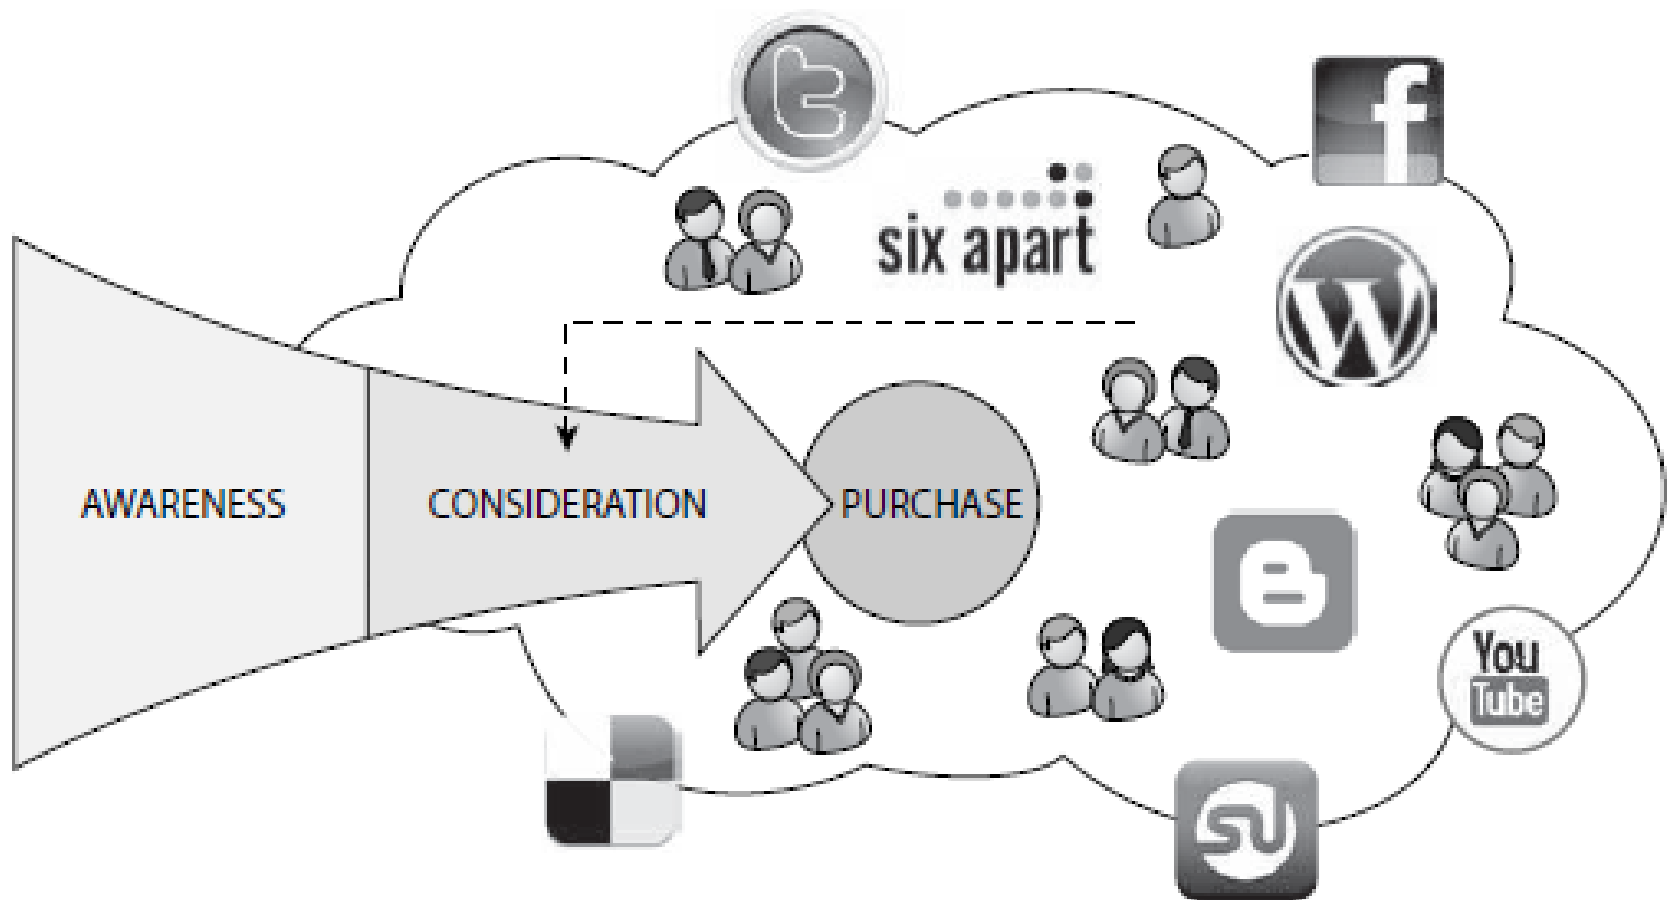 six apart
AWARENESS
CONSIDERATION
PURCHASE
You
Tube